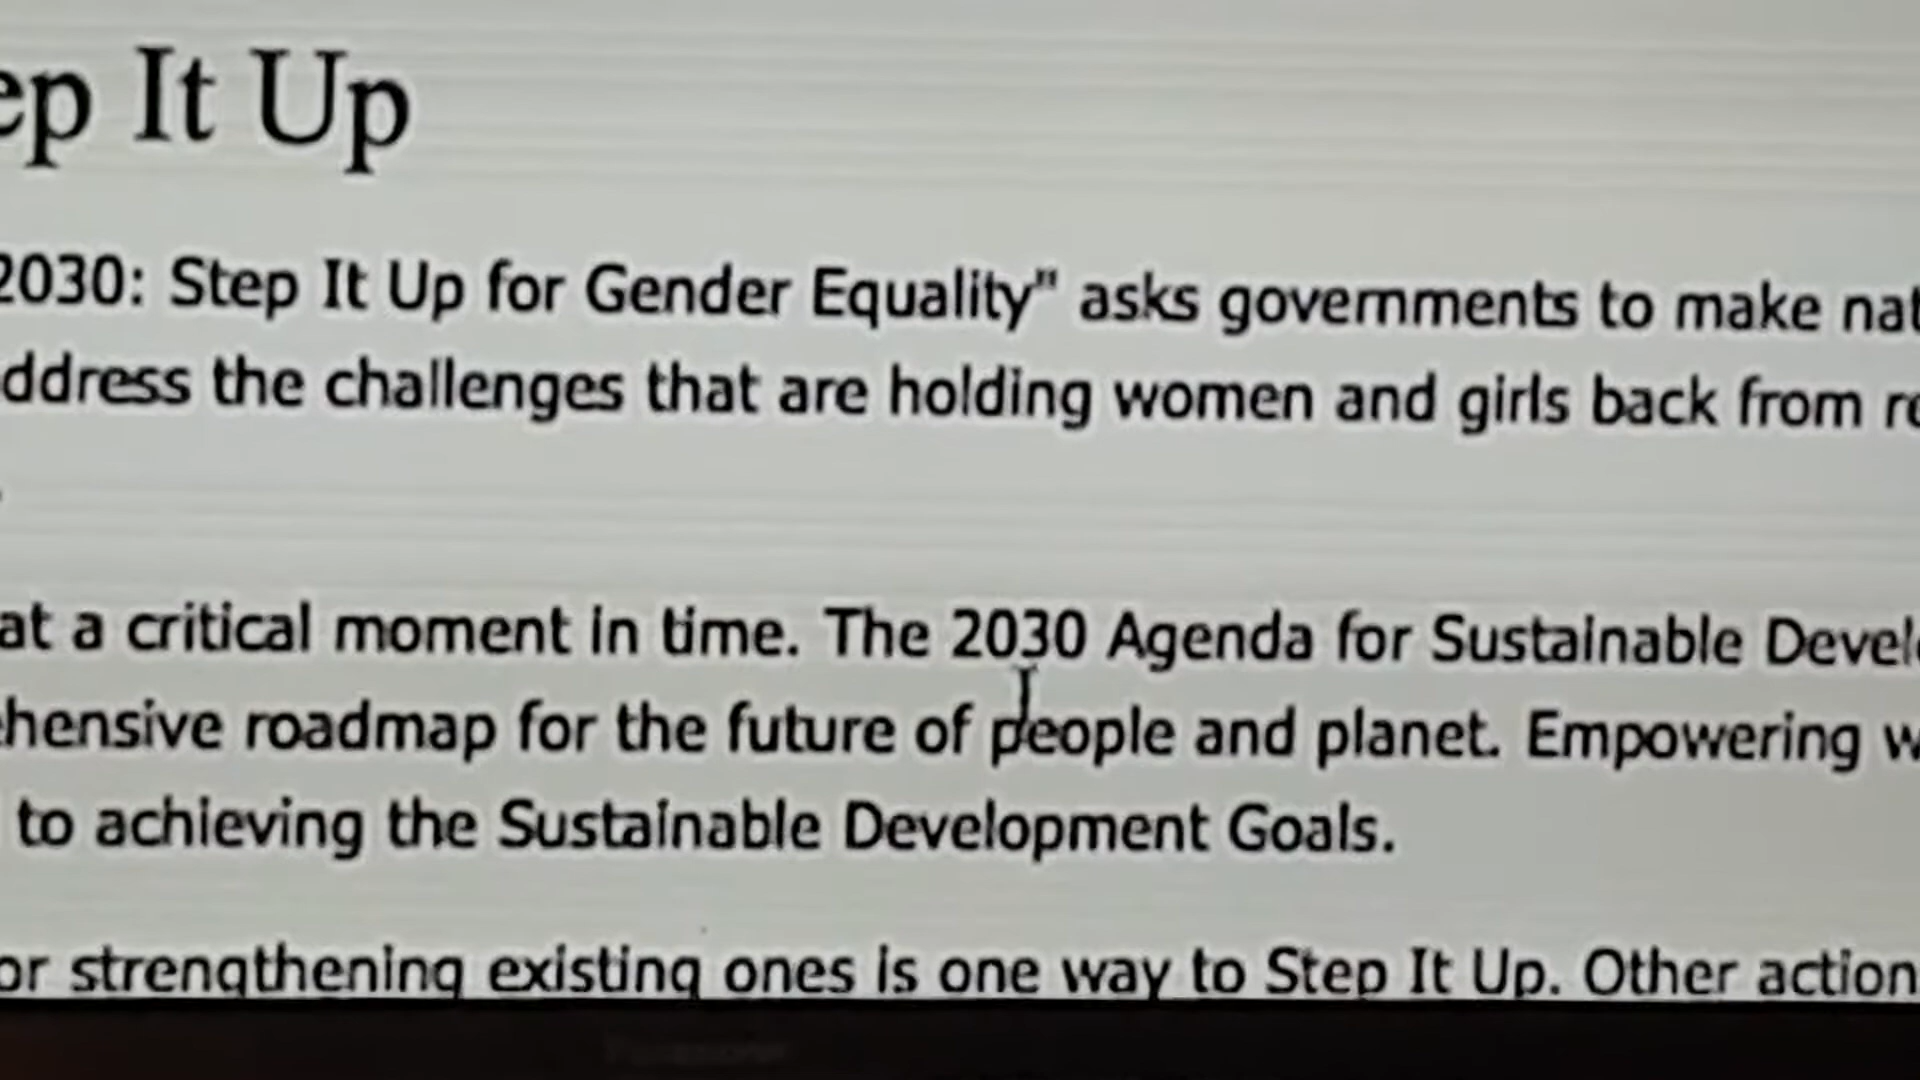 ep It Up
2030: Step It Up for Gender Equality" asks governments to make nat
ddress the challenges that are holding women and girls back from re
at a critical moment in time. The 2030 Agenda for Sustainable Develo
hensive roadmap for the future of people and planet. Empowering w
to achieving the Sustainable Development Goals.
or strengthening existing ones is one way to Step It Up. Other action